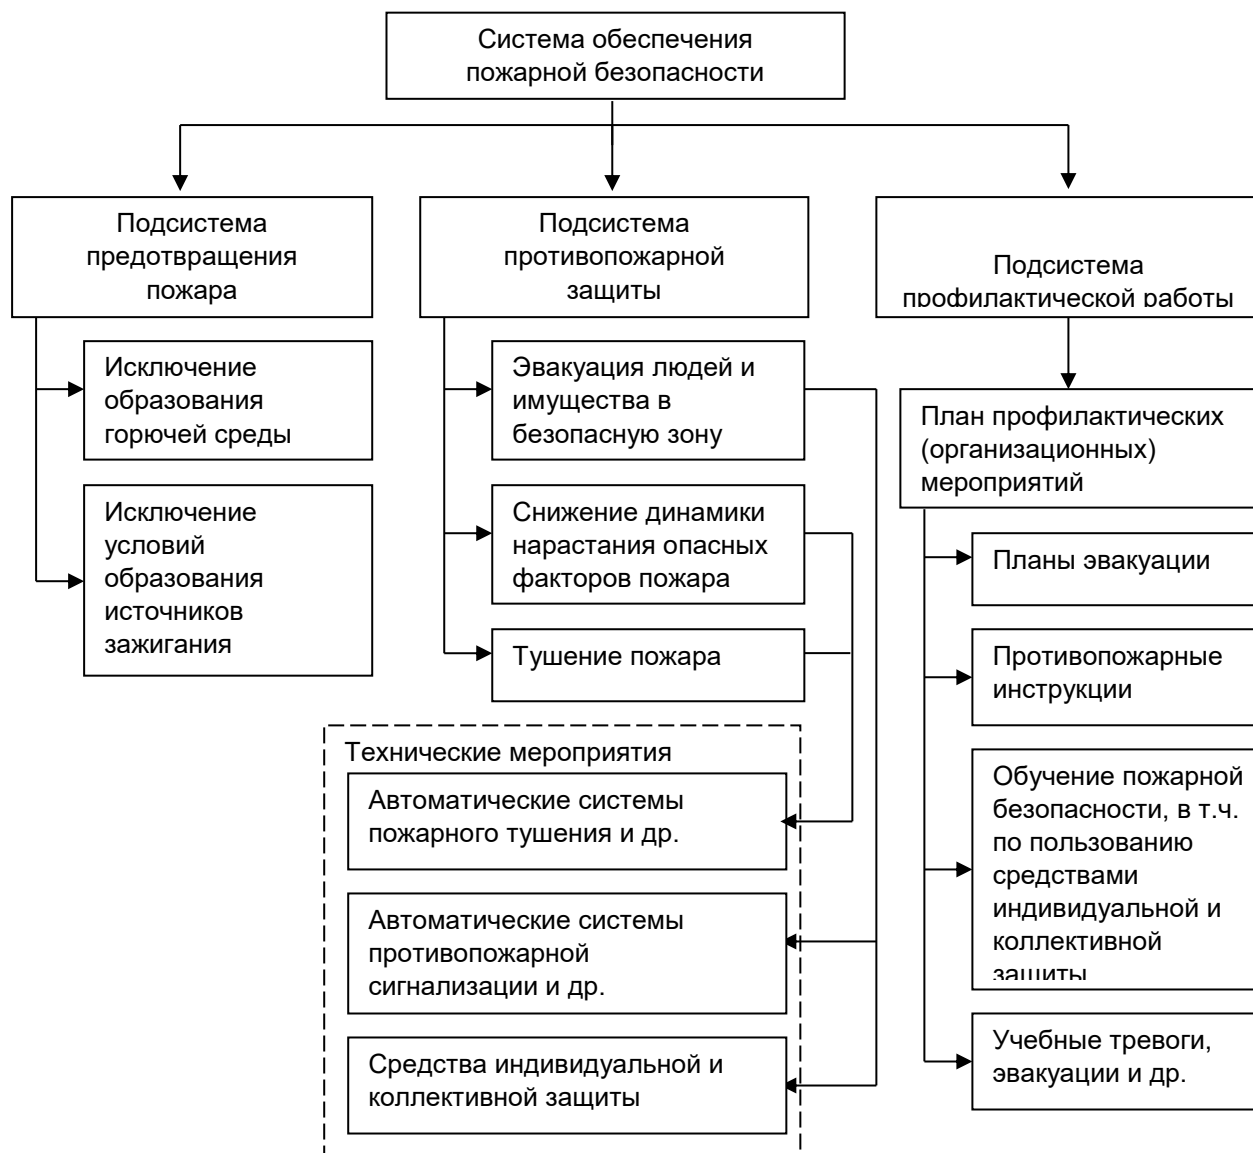 Система обеспечения
пожарной безопасности
Подсистема
предотвращения
пожара
Исключение
образования
горючей среды
Исключение
условий
образования
источников
зажигания
Подсистема
противопожарной
защиты
Эвакуация людей и
имущества в
безопасную зону
Снижение динамики
нарастания опасных
факторов пожара
Тушение пожара
Технические мероприятия
Автоматические системы
пожарного тушения и др.
Автоматические системы
противопожарной
сигнализации и др.
Средства индивидуальной и
коллективной защиты
Подсистема
профилактической работы
План профилактических
(организационных)
мероприятий
Планы эвакуации
Противопожарные
инструкции
Обучение пожарной
безопасности, в т.ч.
по пользованию
средствами
индивидуальной и
коллективной
защиты
Учебные тревоги,
эвакуации и др.